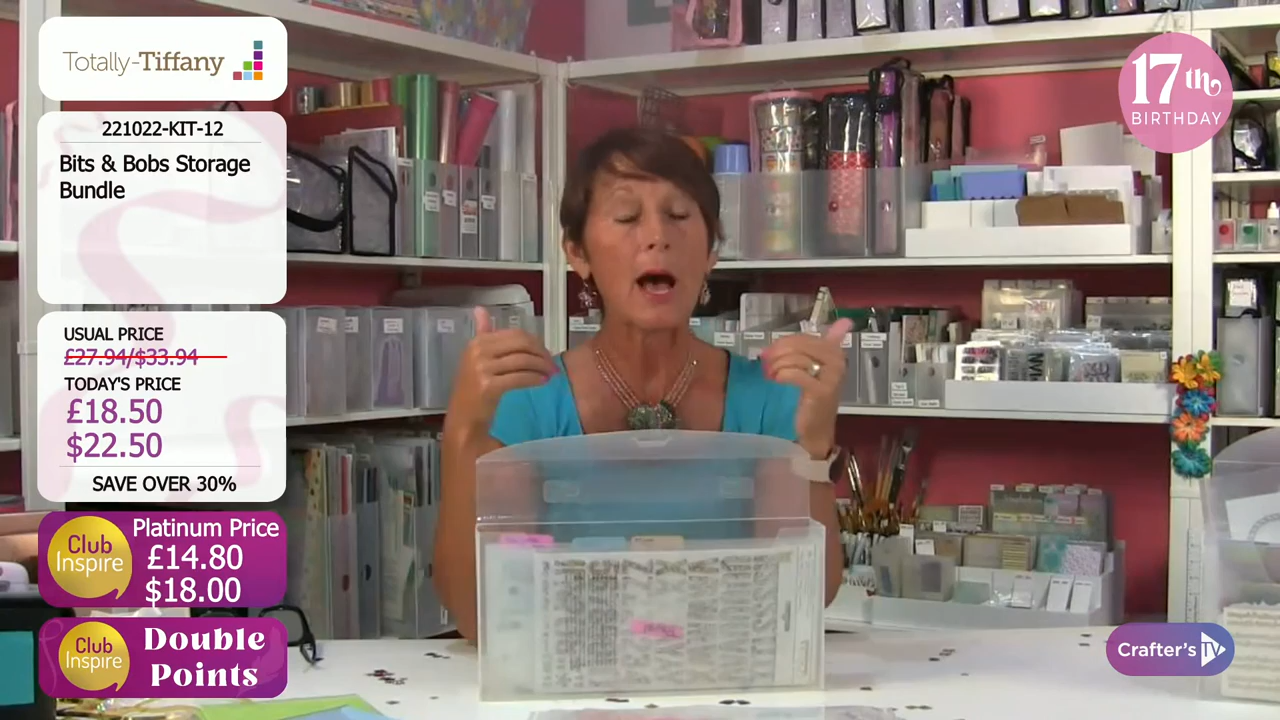 Totally-Tiffany
221022-KIT-12
Bits & Bobs Storage
Bundle
USUAL PRICE
£27.94/$33.94
TODAY'S PRICE
£18.50
$22.50
SAVE OVER 30%
Club
Inspire
Platinum Price
£14.80
$18.00
Club
Inspire
Double
Points
17th
BIRTHDAY
Crafter's TV